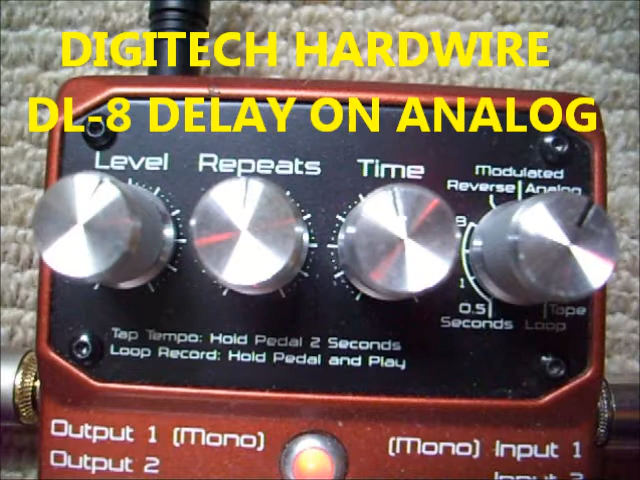 DIGITECH HARDWIRE
DL-8 DELAY ON ANALOG
Level Repeats Time
Modulated
Reverse Analog
8
1
0.5
Seconds
Tape
Loop
Tap Tempo: Hold Pedal 2 Seconds
Loop Record: Hold Pedal and Play
Output 1 (Mono)
(Mono) Input 1
Output 2
Input 2